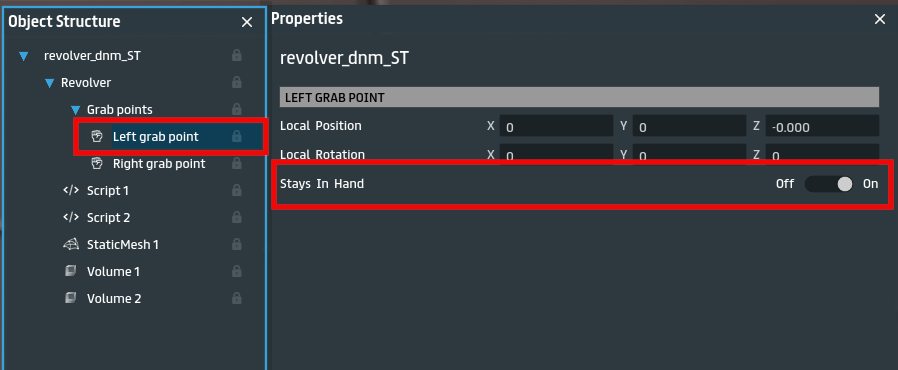 Object Structure
revolver_dnm_ST
Revolver
Grab points
Left grab point
Right grab point
Script 1
Script 2
StaticMesh 1
Volume 1
Volume 2
Properties
revolver_dnm_ST
LEFT GRAB POINT
Local Position X 0 Y 0 Z -0.000
Local Rotation X 0 Y 0 Z 0
Stays In Hand Off On